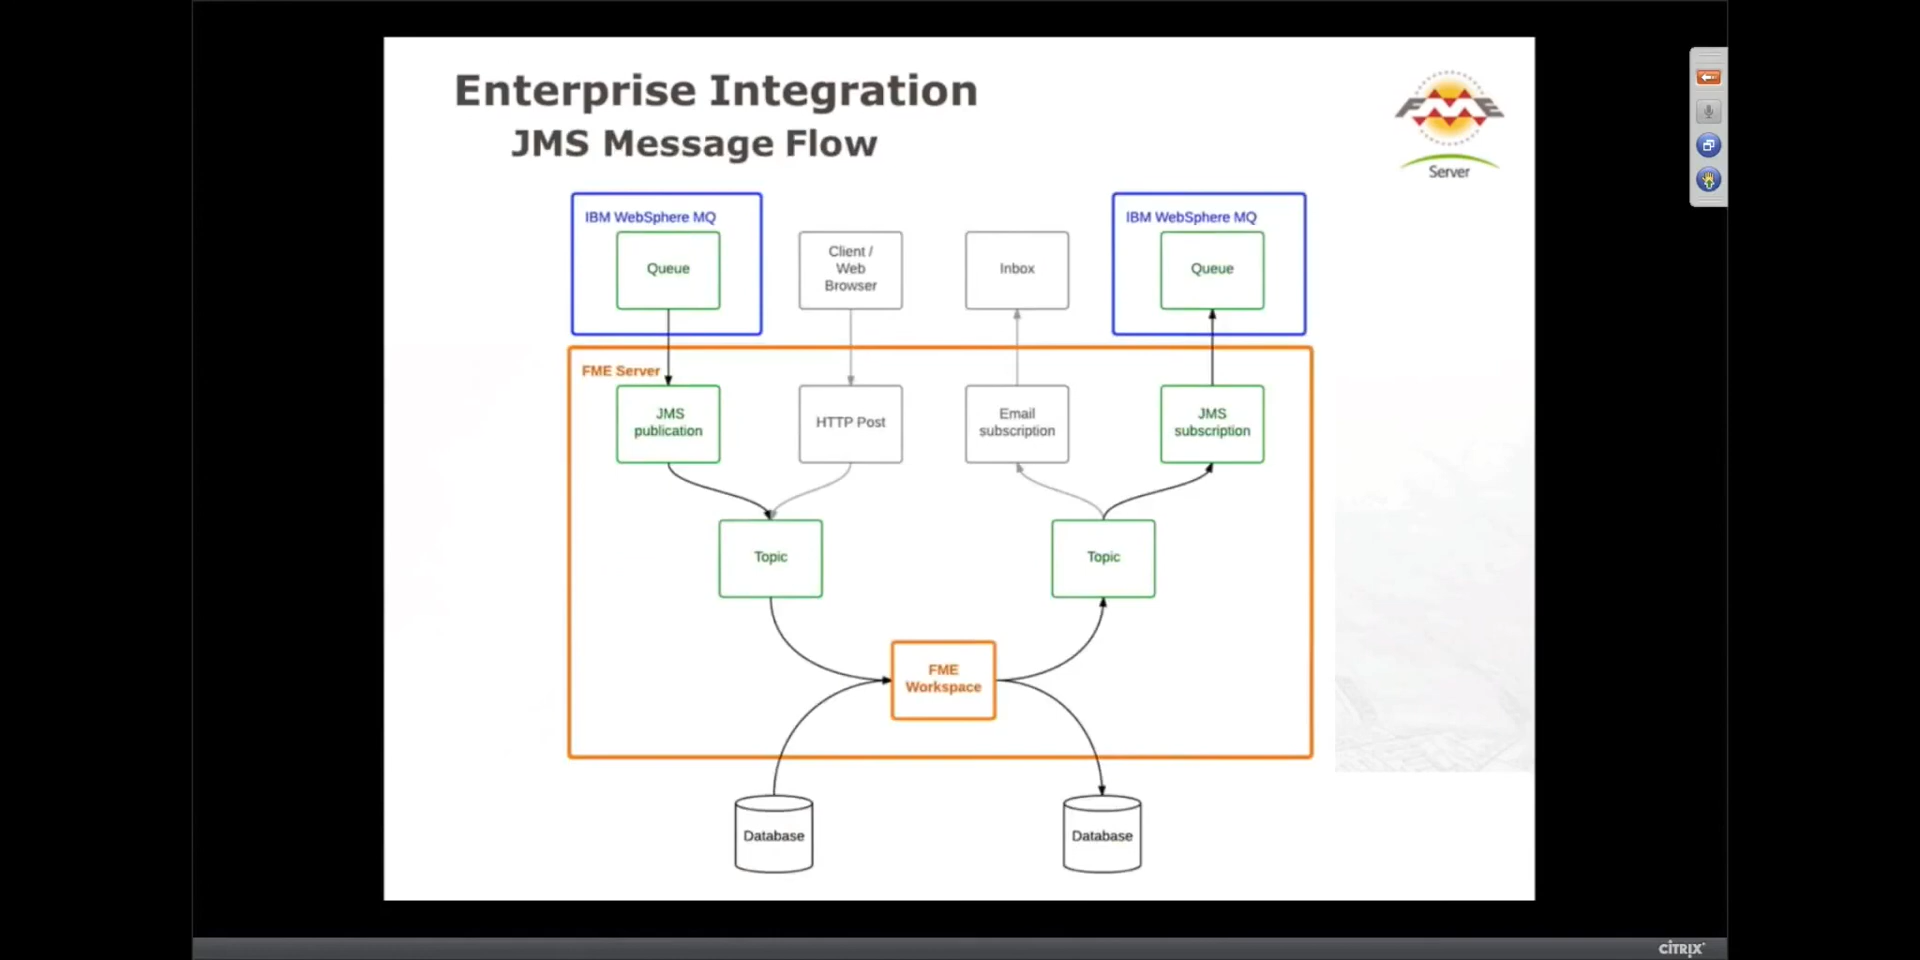 Enterprise Integration
JMS Message Flow
FME
Server
IBM WebSphere MQ
Queue
Client /
Web
Browser
Inbox
IBM WebSphere MQ
Queue
FME Server
JMS
publication
HTTP Post
Email
subscription
JMS
subscription
Topic
Topic
FME
Workspace
Database
Database
CITRIX